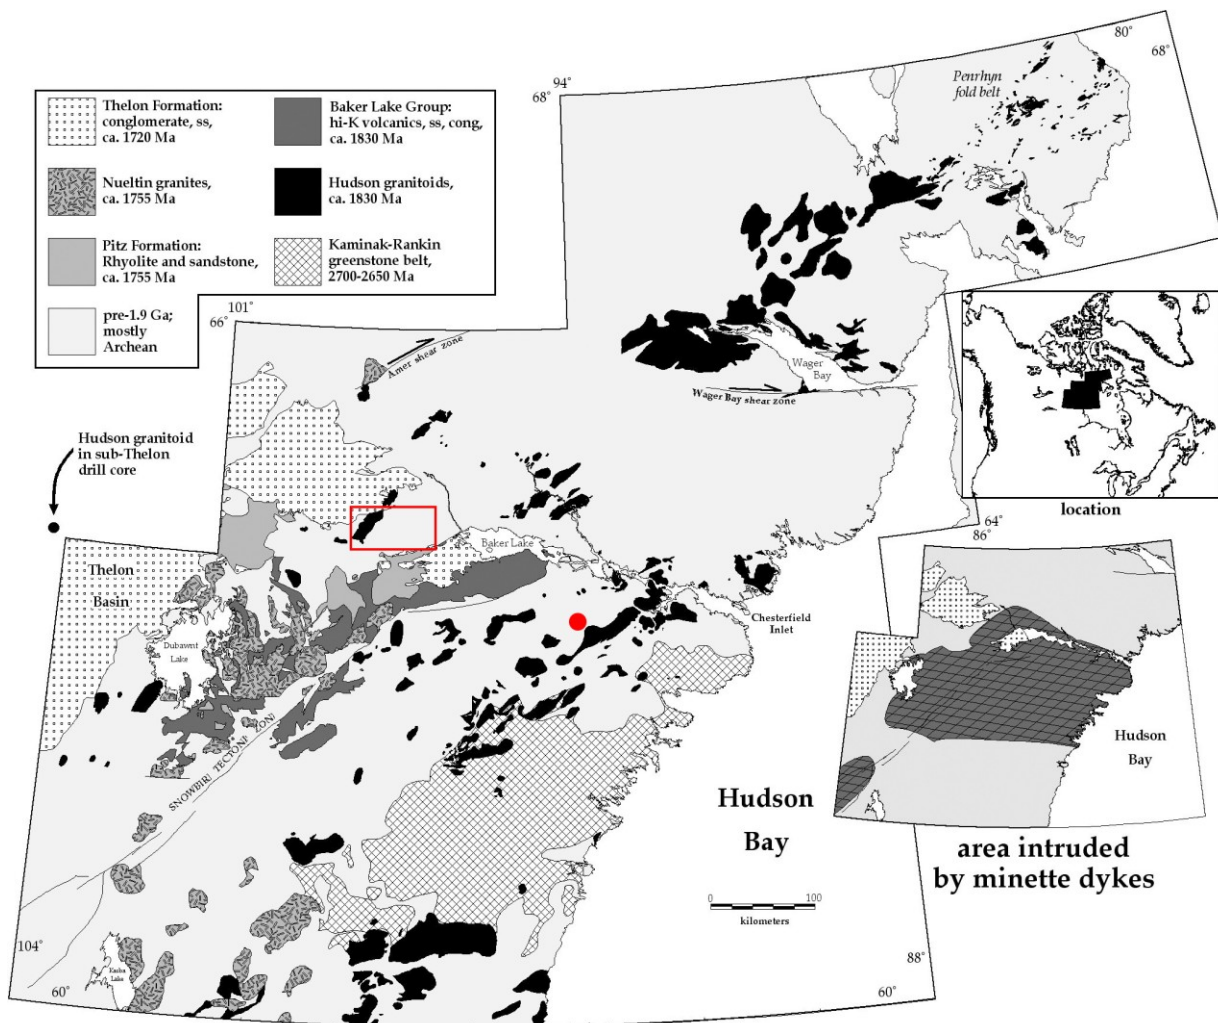 94°
68°
80°
68°
Penrhyn
fold belt
Thelon Formation:
conglomerate, ss,
ca. 1720 Ma
Baker Lake Group:
hi-K volcanics, ss, cong,
ca. 1830 Ma
Nueltin granites,
ca. 1755 Ma
Hudson granitoids,
ca. 1830 Ma
Pitz Formation:
Rhyolite and sandstone,
ca. 1755 Ma
Kaminak-Rankin
greenstone belt,
2700-2650 Ma
pre-1.9 Ga;
mostly
Archean
101°
66°
Amer shear zone
Wager
Bay
Wager Bay shear zone
Hudson granitoid
in sub-Thelon
drill core
location
64°
86°
Baker Lake
Thelon
Basin
Dubawnt
Lake
Chesterfield
Inlet
SNOWBIRD TECTONIC ZONE
Hudson
Bay
Hudson
Bay
area intruded
by minette dykes
0 100
kilometers
104°
60°
Kasba
Lake
88°
60°